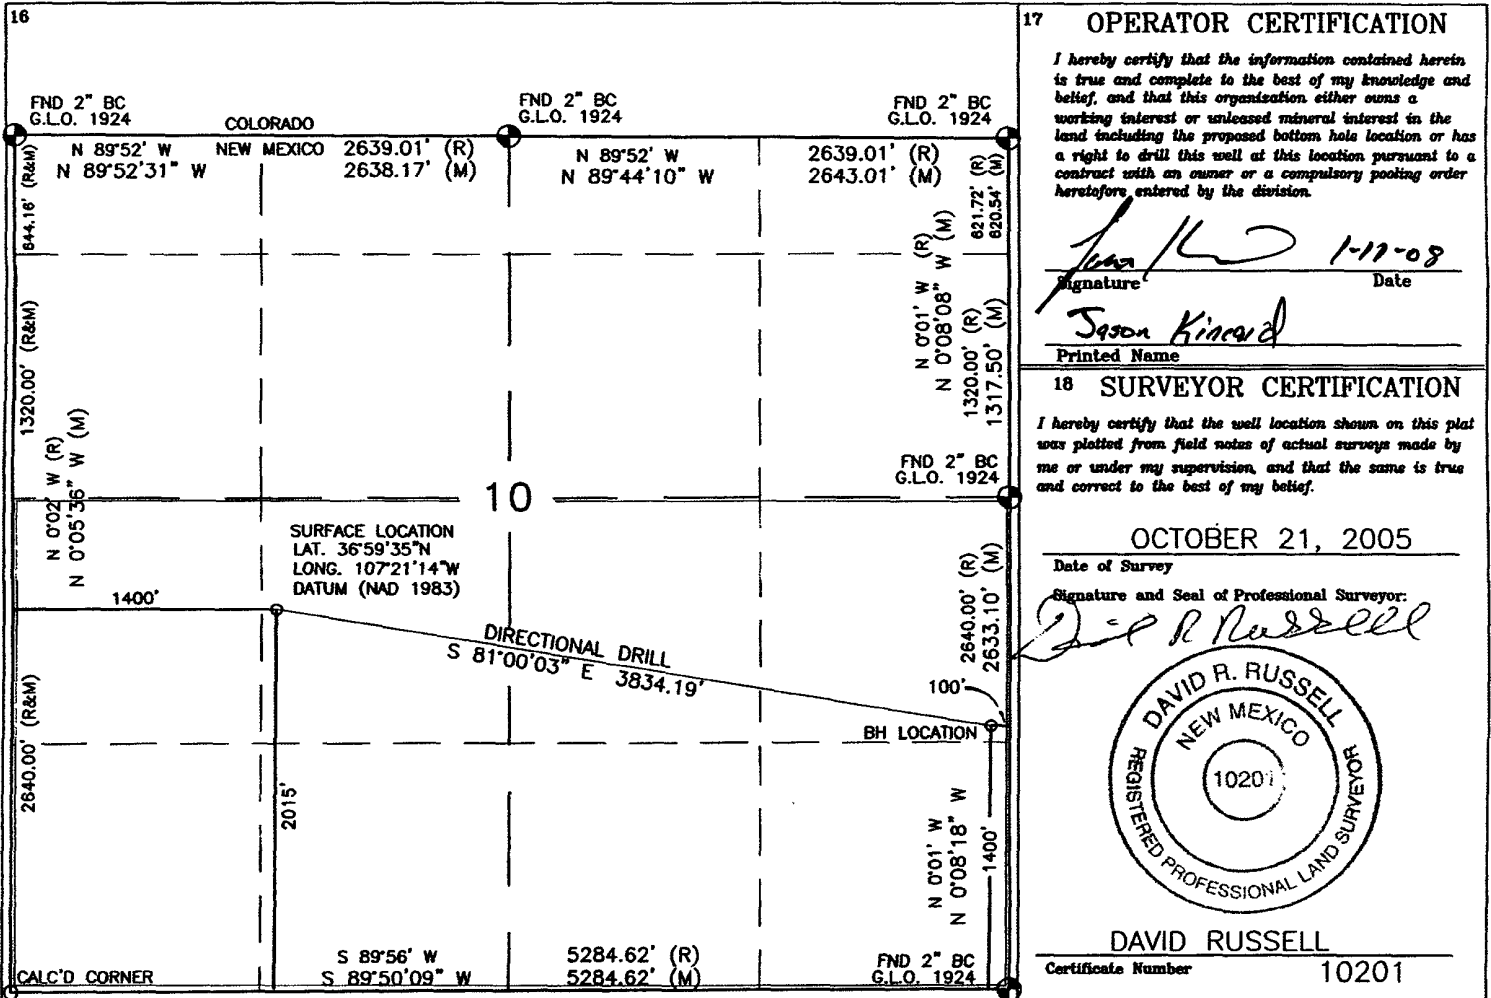 16
FND 2" BC
G.L.O. 1924
FND 2" BC
G.L.O. 1924
FND 2" BC
G.L.O. 1924
COLORADO
NEW MEXICO
N 89°52' W
N 89°52'31" W
2639.01' (R)
2638.17' (M)
N 89°52' W
N 89°44'10" W
2639.01' (R)
2643.01' (M)
644.16' (R&M)
621.72' (R)
620.54' (M)
1320.00' (R&M)
N 0°01' W (R)
N 0°08'08" W (M)
1320.00' (R)
1317.50' (M)
N 0°02' W (R)
N 0°05'36" W (M)
FND 2" BC
G.L.O. 1924
10
SURFACE LOCATION
LAT. 36°59'35"N
LONG. 107°21'14"W
DATUM (NAD 1983)
1400'
DIRECTIONAL DRILL
S 81°00'03" E 3834.19'
2640.00' (R)
2633.10' (M)
100'
BH LOCATION
2640.00' (R&M)
2015'
N 0°01' W
N 0°08'18" W
1400'
CALC'D CORNER
S 89°56' W
S 89°50'09" W
5284.62' (R)
5284.62' (M)
FND 2" BC
G.L.O. 1924
17 OPERATOR CERTIFICATION
I hereby certify that the information contained herein
is true and complete to the best of my knowledge and
belief, and that this organization either owns a
working interest or unleased mineral interest in the
land including the proposed bottom hole location or has
a right to drill this well at this location pursuant to a
contract with an owner or a compulsory pooling order
heretofore entered by the division.
1-17-08
Signature Date
Jason Kincaid
Printed Name
18 SURVEYOR CERTIFICATION
I hereby certify that the well location shown on this plat
was plotted from field notes of actual surveys made by
me or under my supervision, and that the same is true
and correct to the best of my belief.
OCTOBER 21, 2005
Date of Survey
Signature and Seal of Professional Surveyor:
David R Russell
DAVID R. RUSSELL
NEW MEXICO
10201
REGISTERED PROFESSIONAL LAND SURVEYOR
DAVID RUSSELL
Certificate Number 10201